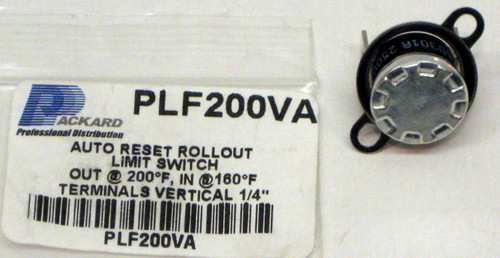 PACKARD
Professional Distribution
PLF200VA
AUTO RESET ROLLOUT
LIMIT SWITCH
OUT @ 200°F, IN @160°F
TERMINALS VERTICAL 1/4"
PLF200VA